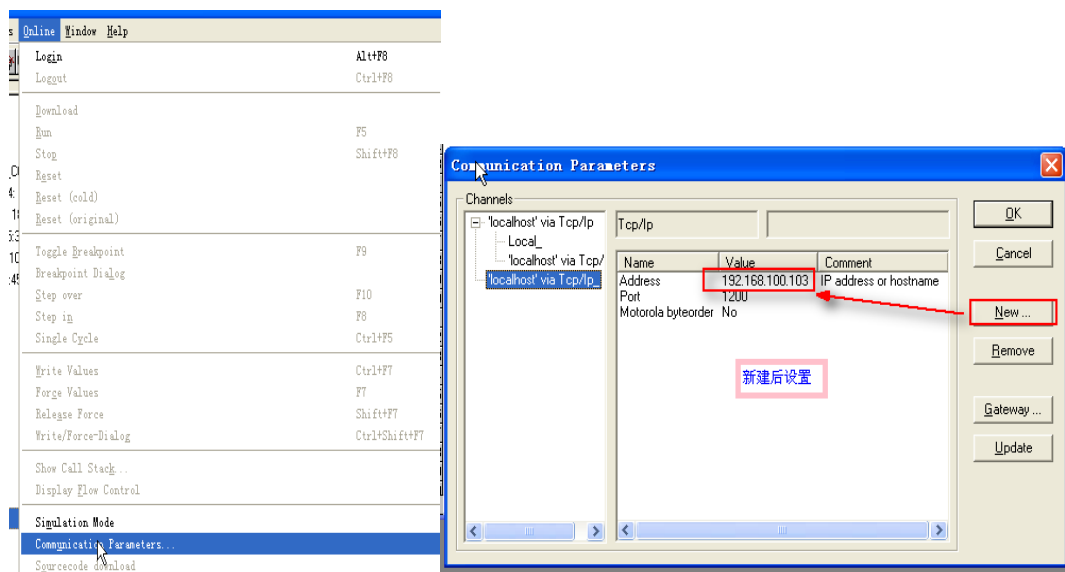 s Online Window Help
Login Alt+F8
Logout Ctrl+F8
Download
Run F5
Stop Shift+F8
Reset
Reset (cold)
Reset (original)
Toggle Breakpoint F9
Breakpoint Dialog
Step over F10
Step in F8
Single Cycle Ctrl+F5
Write Values Ctrl+F7
Force Values F7
Release Force Shift+F7
Write/Force-Dialog Ctrl+Shift+F7
Show Call Stack...
Display Flow Control
Simulation Mode
Communication Parameters...
Sourcecode download
Communication Parameters
Channels
'localhost' via Tcp/Ip
Local_
'localhost' via Tcp/
'localhost' via Tcp/Ip_
Tcp/Ip
Name Value Comment
Address 192.168.100.103 IP address or hostname
Port 1200
Motorola byteorder No
新建后设置
OK
Cancel
New ...
Remove
Gateway ...
Update